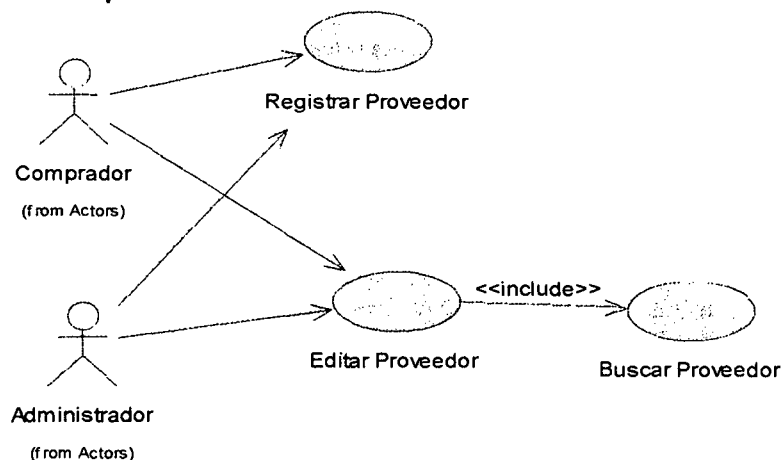 Registrar Proveedor
Comprador
(from Actors)
<<include>>
Editar Proveedor
Buscar Proveedor
Administrador
(from Actors)